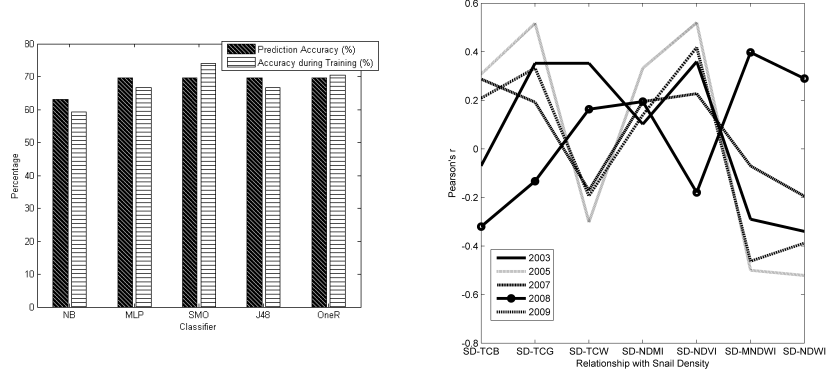 80
70
60
50
40
30
20
10
0
Percentage
Prediction Accuracy (%)
Accuracy during Training (%)
NB MLP SMO J48 OneR
Classifier
0.6
0.4
0.2
0
-0.2
-0.4
-0.6
-0.8
Pearson's r
2003
2005
2007
2008
2009
SD-TCB SD-TCG SD-TCW SD-NDMI SD-NDVI SD-MNDWI SD-NDWI
Relationship with Snail Density